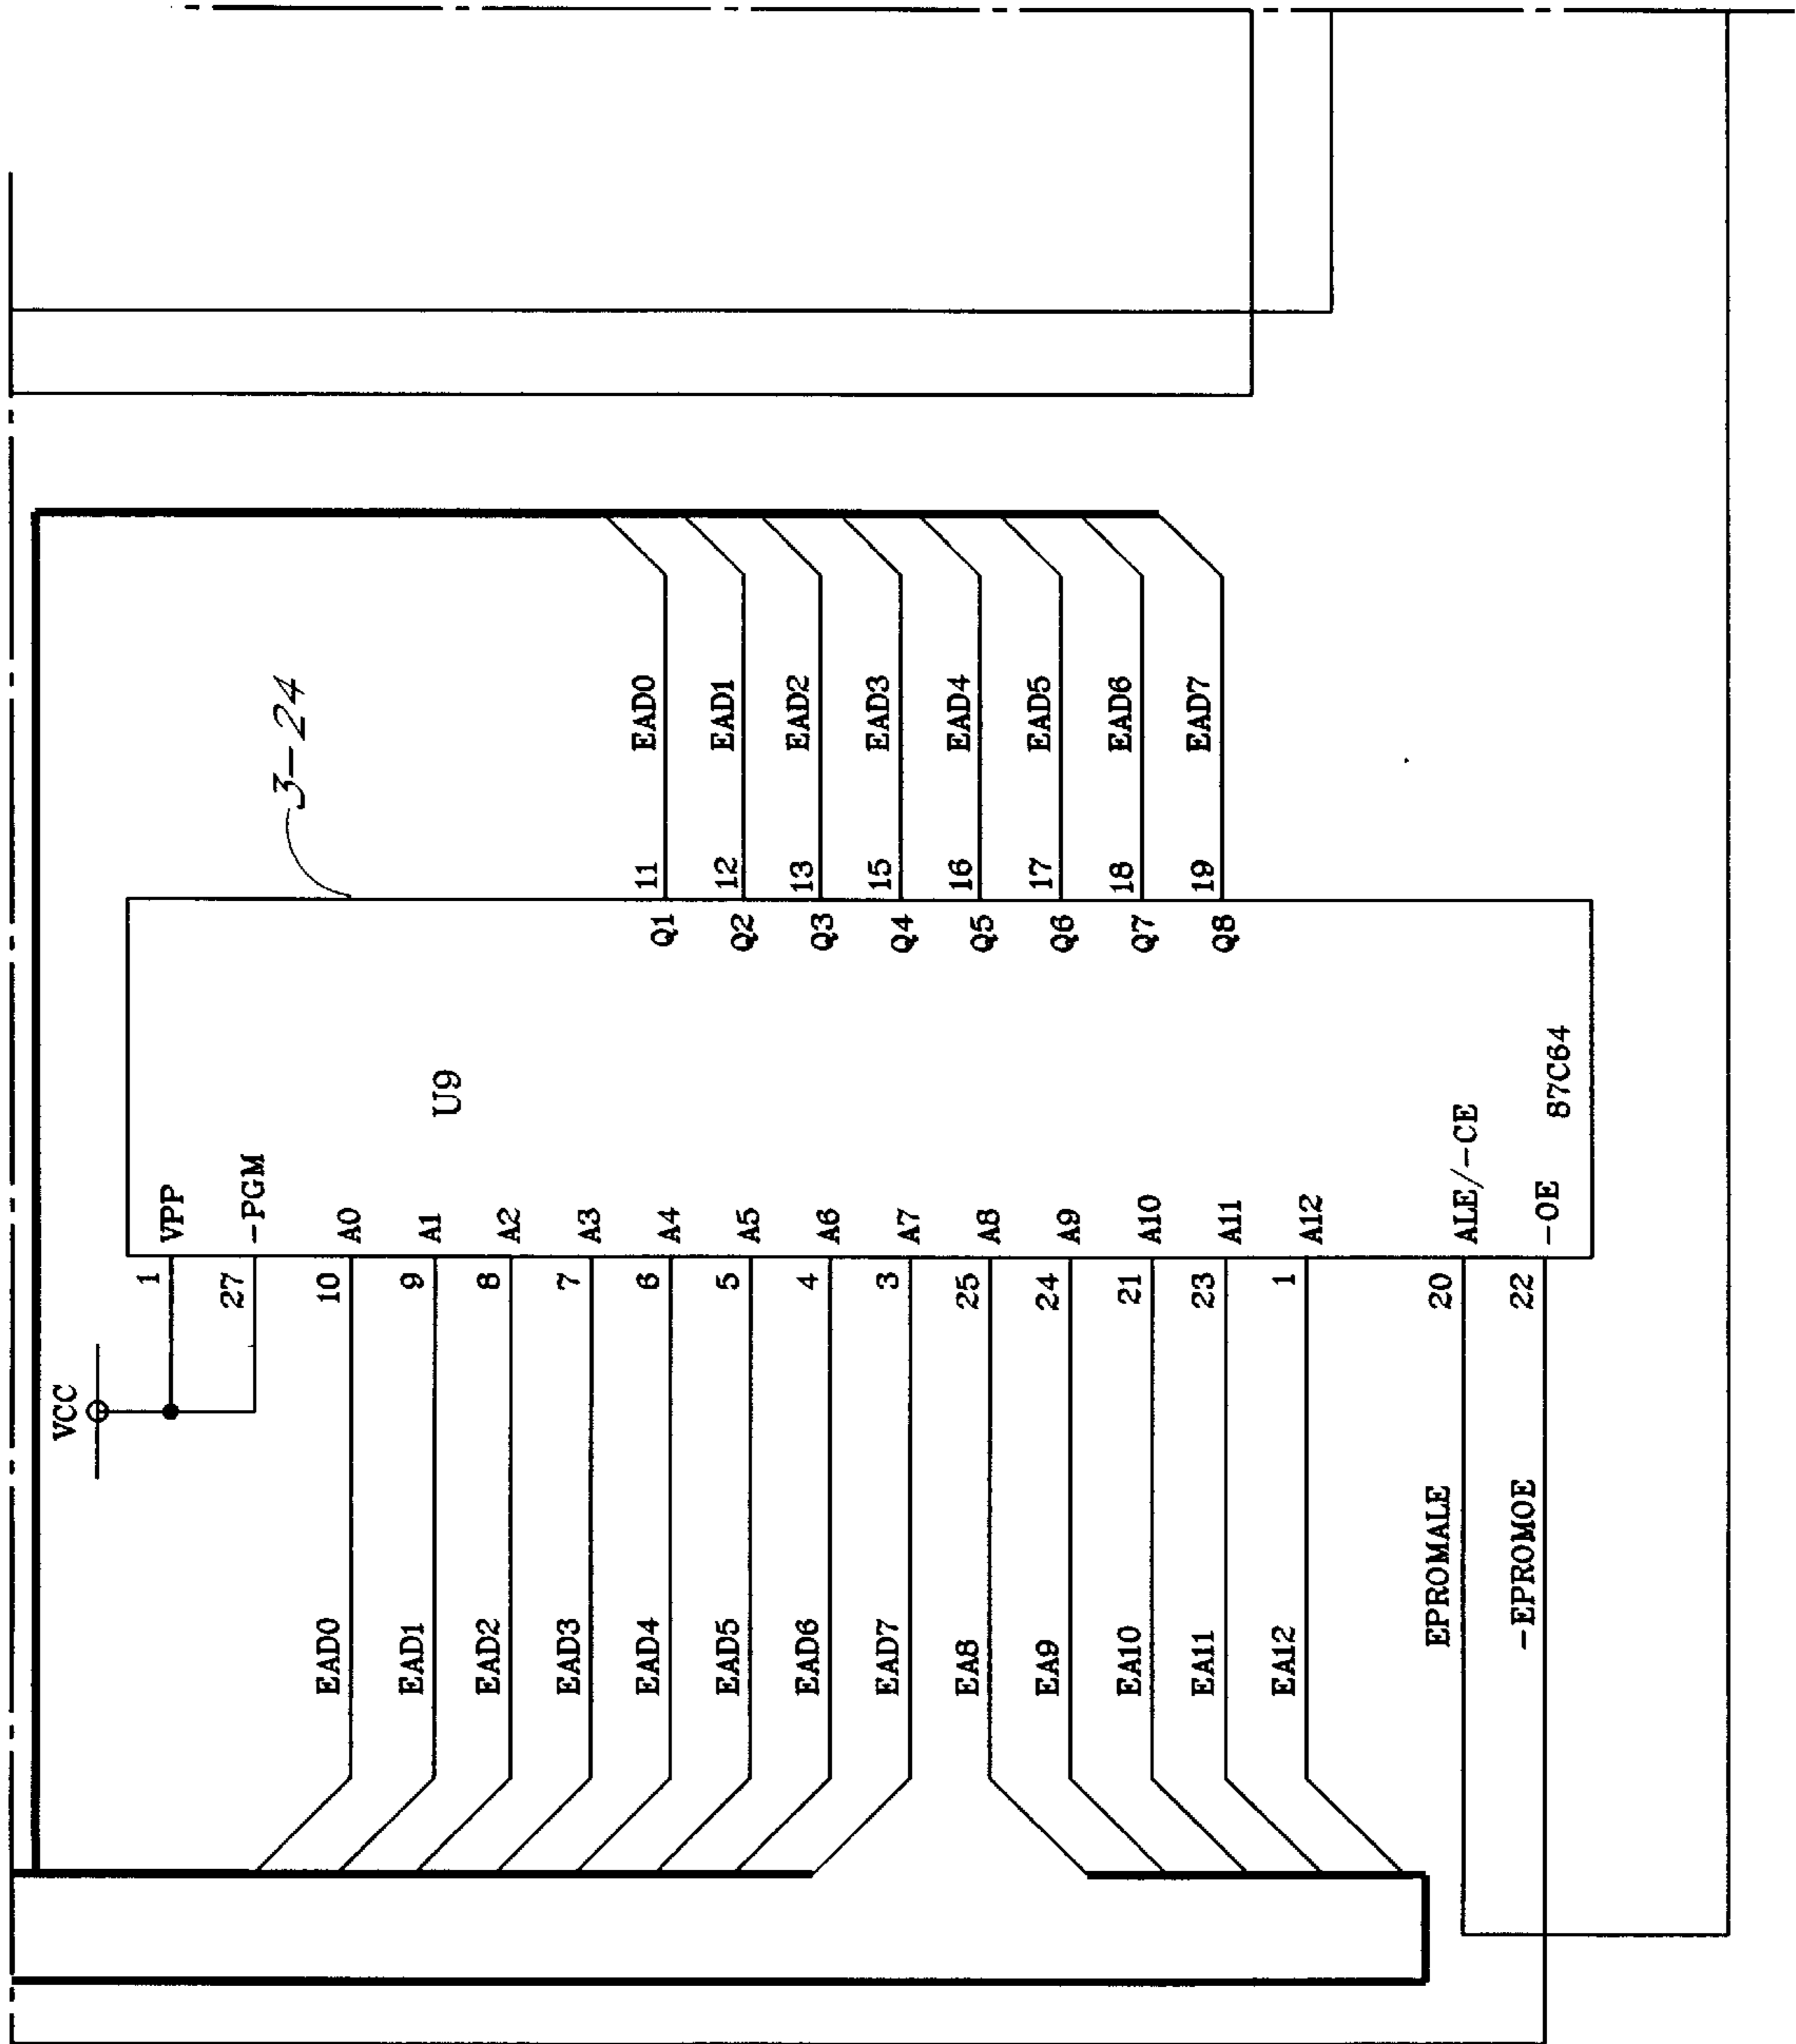 VCC
3-24
U9
1 VPP
27 -PGM
EAD0 10 A0
EAD1 9 A1
EAD2 8 A2
EAD3 7 A3
EAD4 6 A4
EAD5 5 A5
EAD6 4 A6
EAD7 3 A7
EA8 25 A8
EA9 24 A9
EA10 21 A10
EA11 23 A11
EA12 1 A12
EPROMALE 20 ALE/-CE
-EPROMOE 22 -OE
87C64
Q1 11 EAD0
Q2 12 EAD1
Q3 13 EAD2
Q4 15 EAD3
Q5 16 EAD4
Q6 17 EAD5
Q7 18 EAD6
Q8 19 EAD7